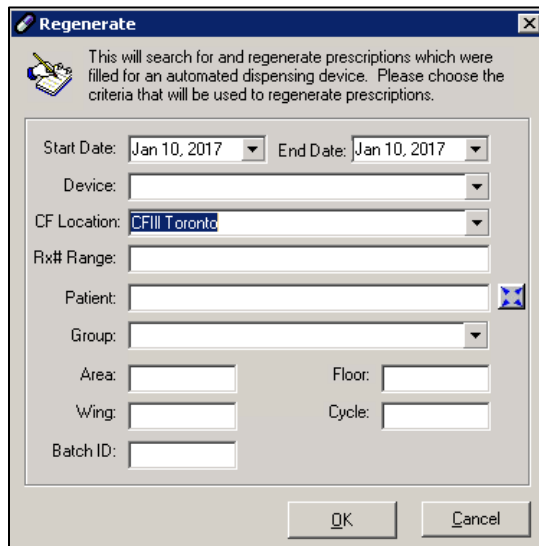 Regenerate
This will search for and regenerate prescriptions which were
filled for an automated dispensing device. Please choose the
criteria that will be used to regenerate prescriptions.
Start Date: Jan 10, 2017 End Date: Jan 10, 2017
Device:
CF Location: CFIII Toronto
Rx# Range:
Patient:
Group:
Area: Floor:
Wing: Cycle:
Batch ID:
OK Cancel